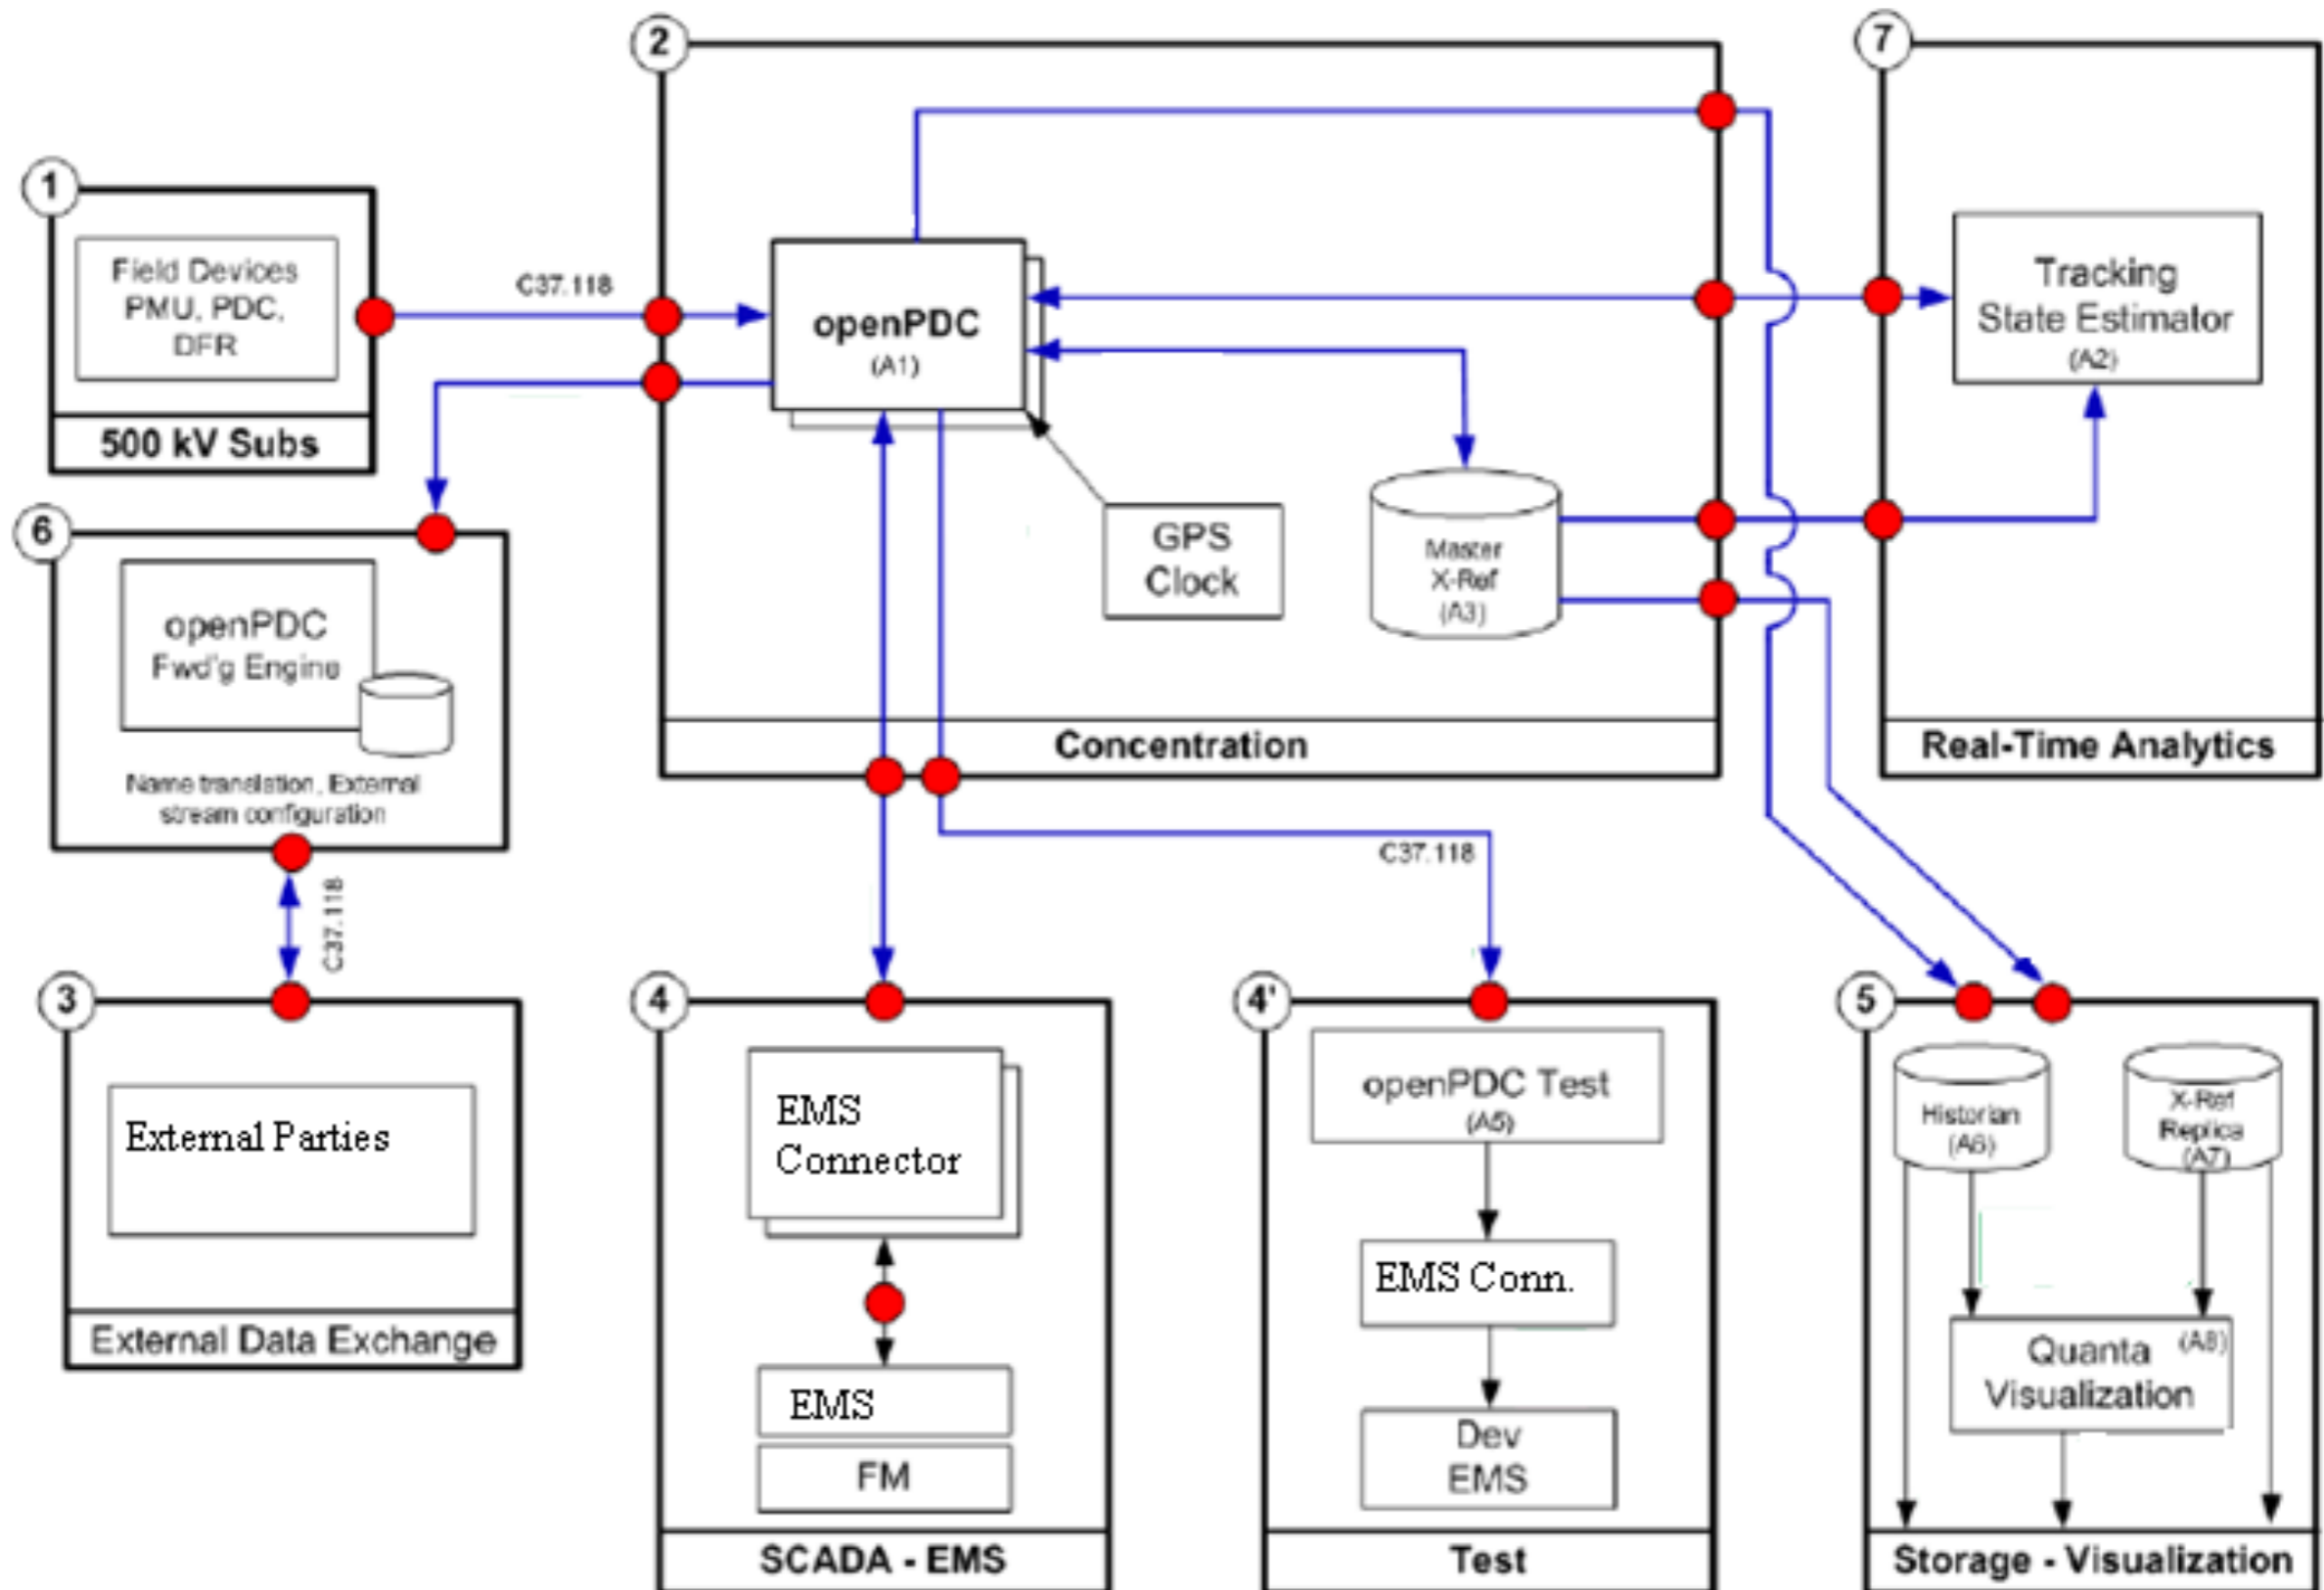 1
Field Devices
PMU, PDC,
DFR
500 kV Subs
C37.118
2
openPDC
(A1)
GPS
Clock
Master
X-Ref
(A3)
Concentration
7
Tracking
State Estimator
(A2)
Real-Time Analytics
6
openPDC
Fwd'g Engine
Name translation, External
stream configuration
C37.118
3
External Parties
External Data Exchange
4
EMS
Connector
EMS
FM
SCADA - EMS
C37.118
4'
openPDC Test
(A5)
EMS Conn.
Dev
EMS
Test
5
Historian
(A6)
X-Ref
Replica
(A7)
Quanta
Visualization
(A8)
Storage - Visualization